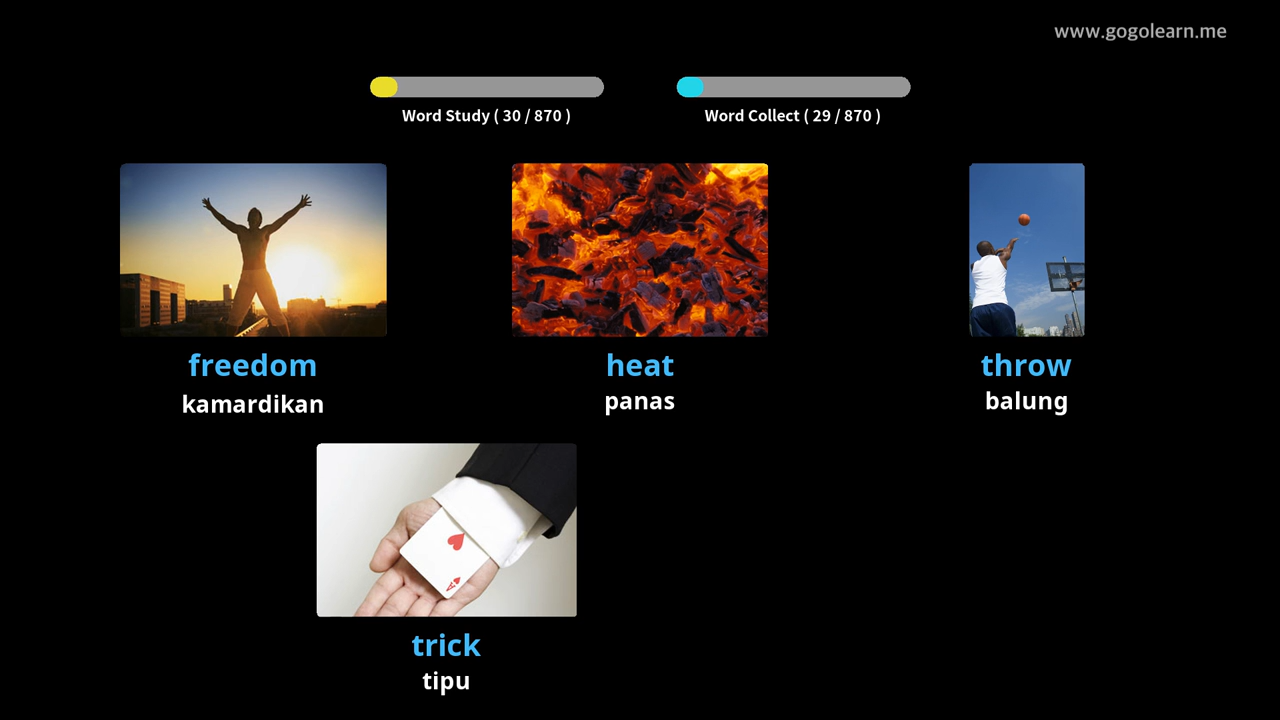 www.gogolearn.me
Word Study ( 30 / 870 )
Word Collect ( 29 / 870 )
freedom
kamardikan
heat
panas
throw
balung
trick
tipu